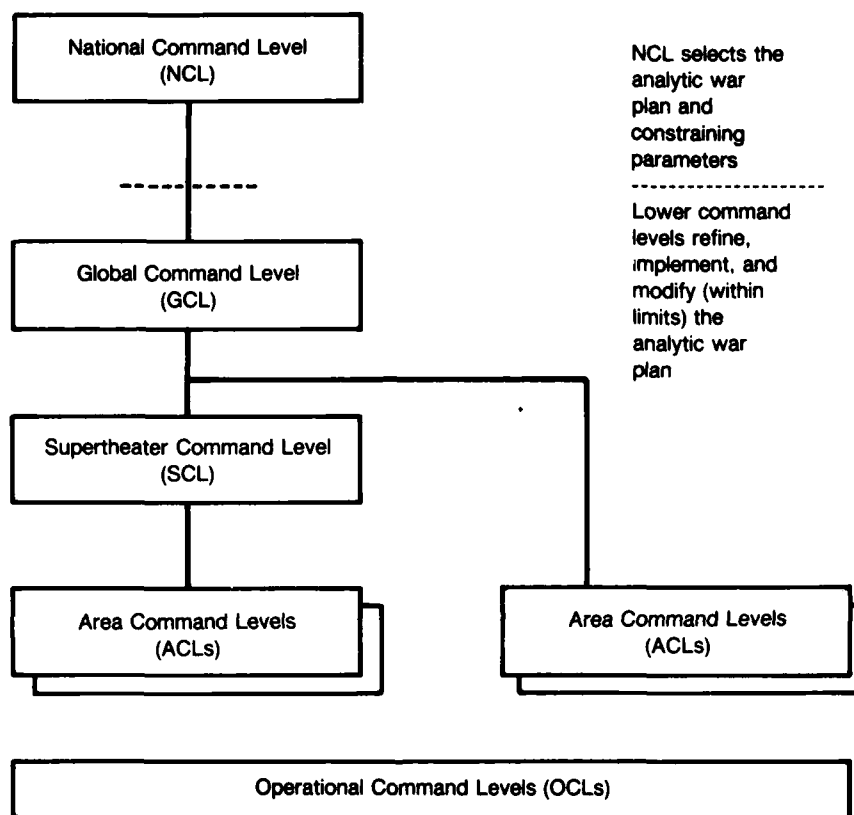 National Command Level
(NCL)
NCL selects the
analytic war
plan and
constraining
parameters
Global Command Level
(GCL)
Lower command
levels refine,
implement, and
modify (within
limits) the
analytic war
plan
Supertheater Command Level
(SCL)
Area Command Levels
(ACLs)
Area Command Levels
(ACLs)
Operational Command Levels (OCLs)